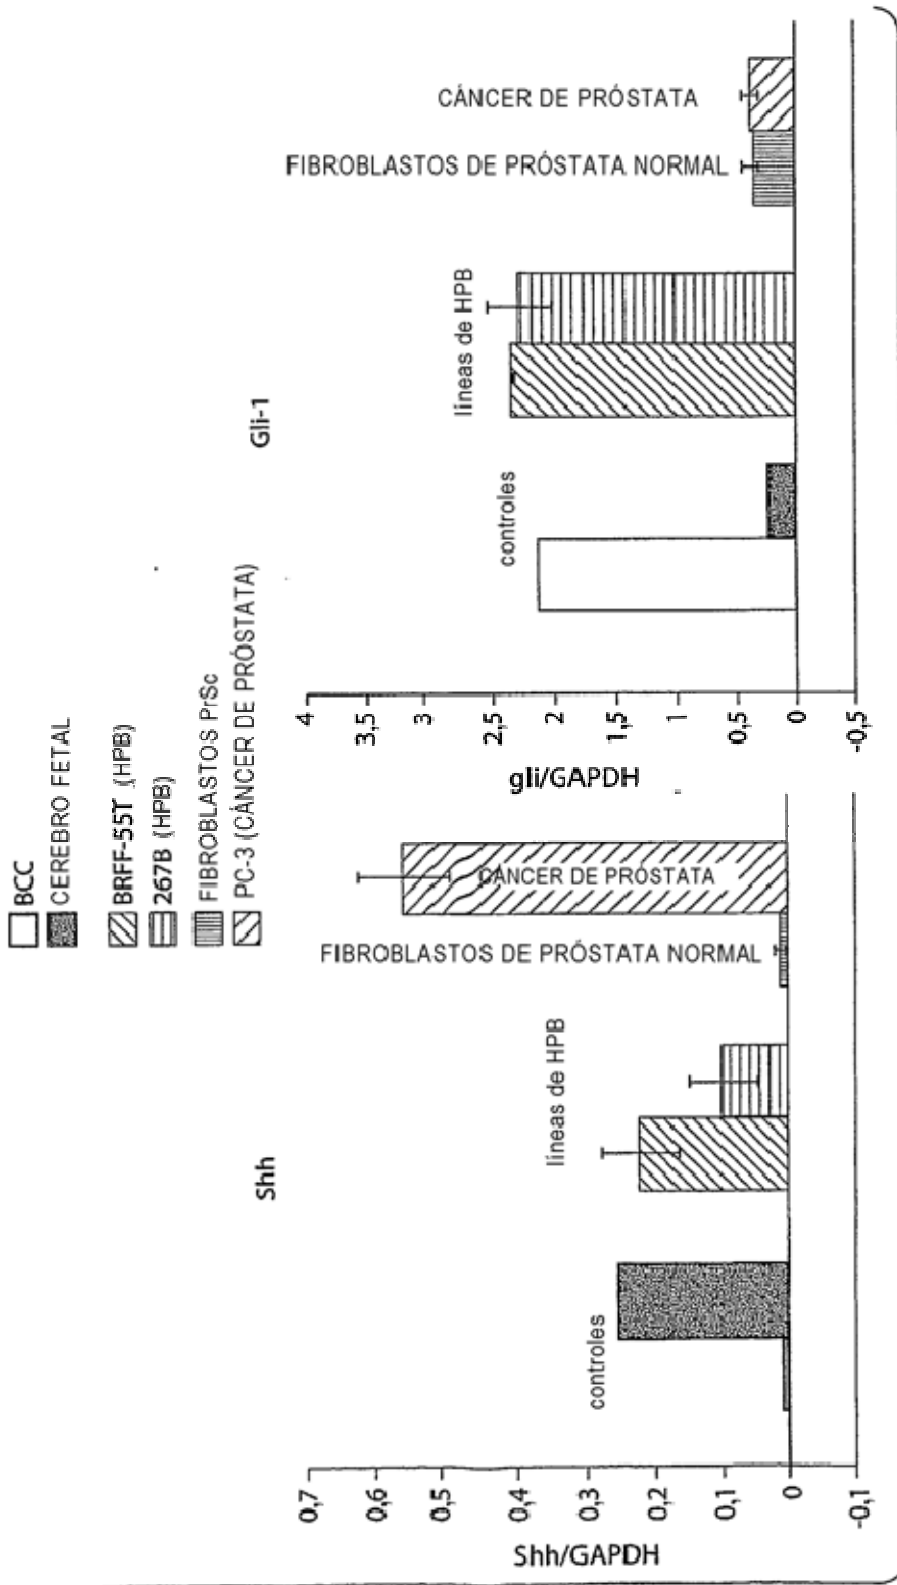 BCC
CEREBRO FETAL
BRFF-55T (HPB)
267B (HPB)
FIBROBLASTOS PrSc
PC-3 (CÁNCER DE PRÓSTATA)
Shh
Shh/GAPDH
0,7
0,6
0,5
0,4
0,3
0,2
0,1
0
-0,1
controles
líneas de HPB
FIBROBLASTOS DE PRÓSTATA NORMAL
CÁNCER DE PRÓSTATA
Gli-1
gli/GAPDH
4
3,5
3
2,5
2
1,5
1
0,5
0
-0,5
controles
líneas de HPB
FIBROBLASTOS DE PRÓSTATA NORMAL
CÁNCER DE PRÓSTATA